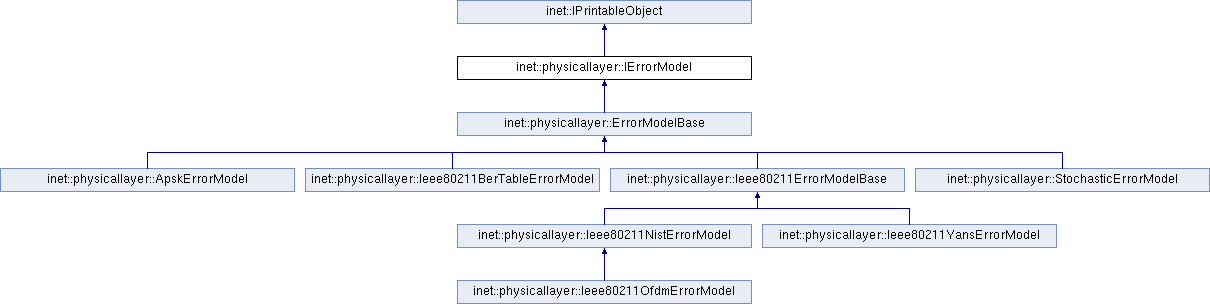 inet::IPrintableObject
inet::physicallayer::IErrorModel
inet::physicallayer::ErrorModelBase
inet::physicallayer::ApskErrorModel
inet::physicallayer::Ieee80211BerTableErrorModel
inet::physicallayer::Ieee80211ErrorModelBase
inet::physicallayer::StochasticErrorModel
inet::physicallayer::Ieee80211NistErrorModel
inet::physicallayer::Ieee80211YansErrorModel
inet::physicallayer::Ieee80211OfdmErrorModel